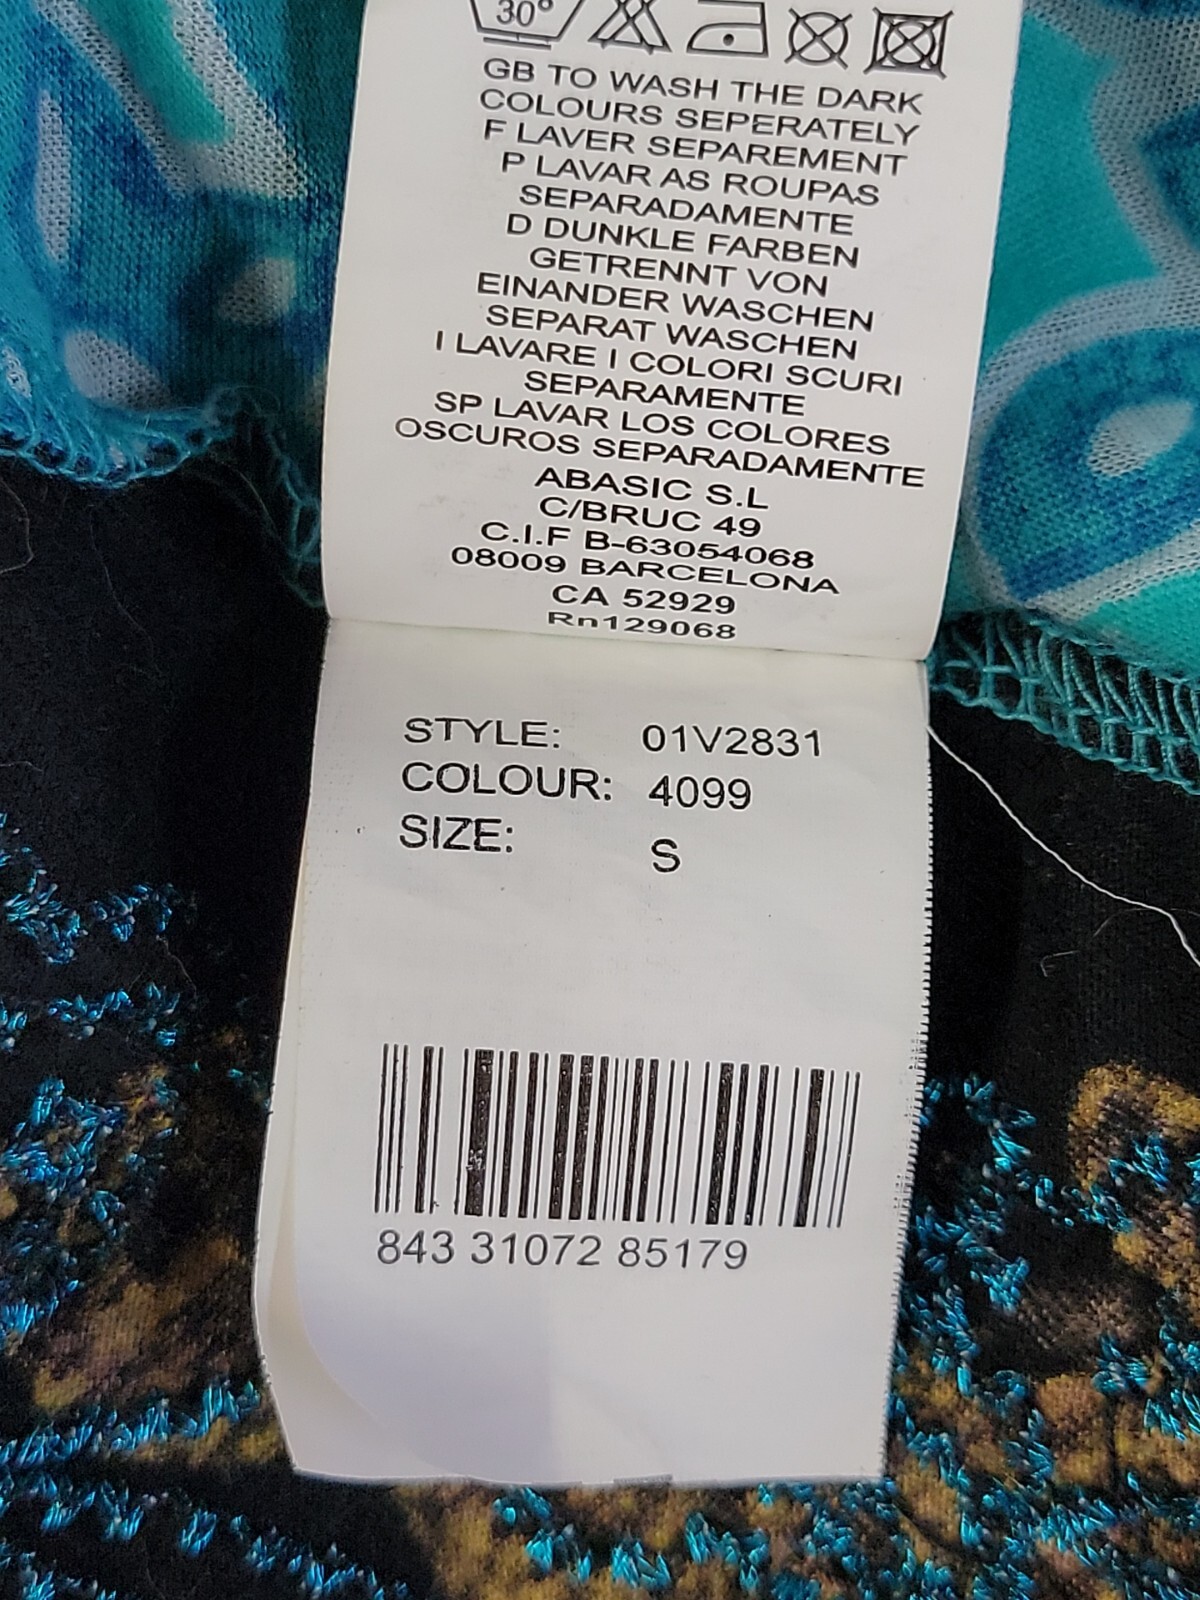 30°
GB TO WASH THE DARK
COLOURS SEPERATELY
F LAVER SEPAREMENT
P LAVAR AS ROUPAS
SEPARADAMENTE
D DUNKLE FARBEN
GETRENNT VON
EINANDER WASCHEN
SEPARAT WASCHEN
I LAVARE I COLORI SCURI
SEPARAMENTE
SP LAVAR LOS COLORES
OSCUROS SEPARADAMENTE
ABASIC S.L
C/BRUC 49
C.I.F B-63054068
08009 BARCELONA
CA 52929
Rn129068
STYLE: 01V2831
COLOUR: 4099
SIZE: S
843 31072 85179